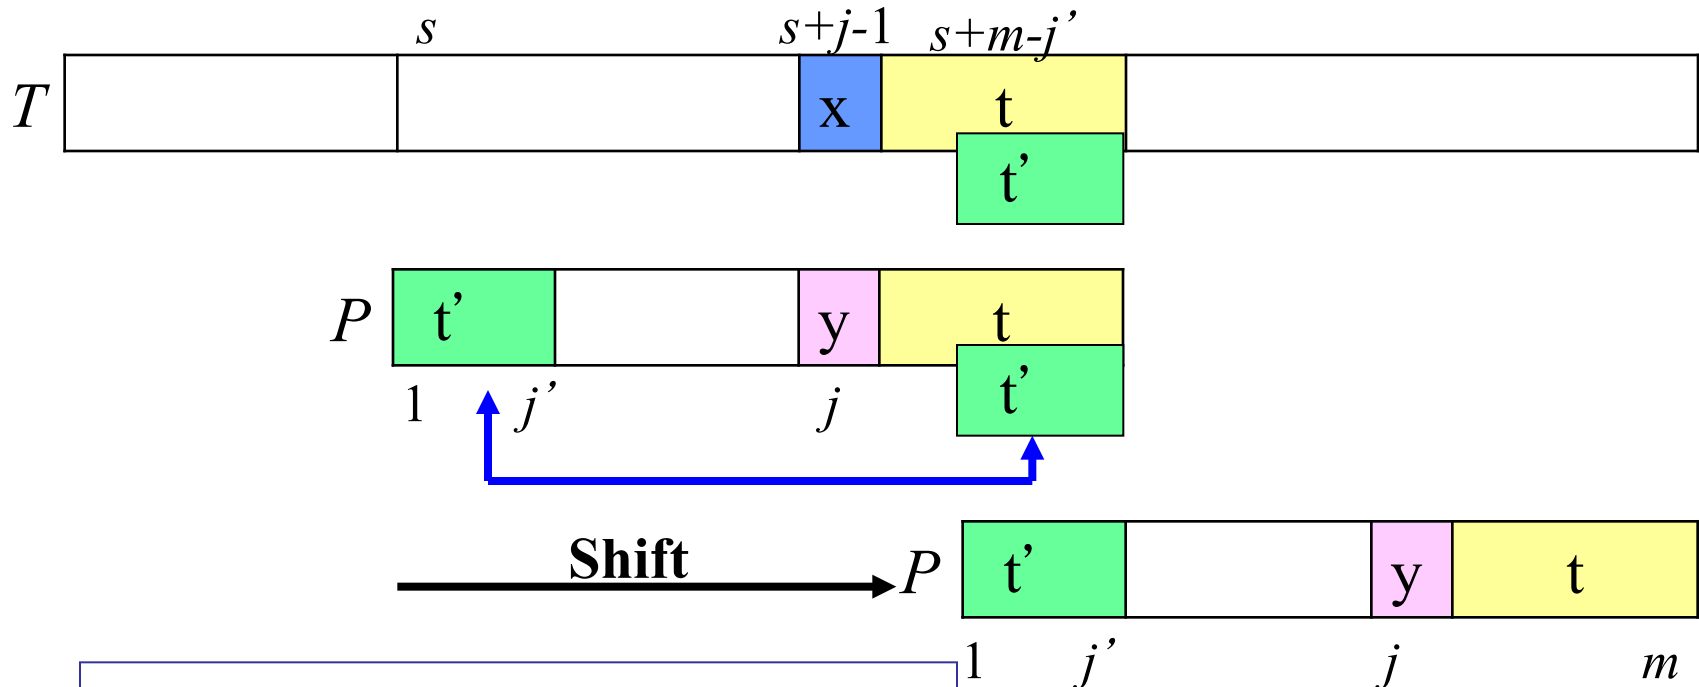 s s+j-1 s+m-j’
T x t
t’
P t’ y t
t’
1 j’ j
Shift P t’ y t
1 j’ j m